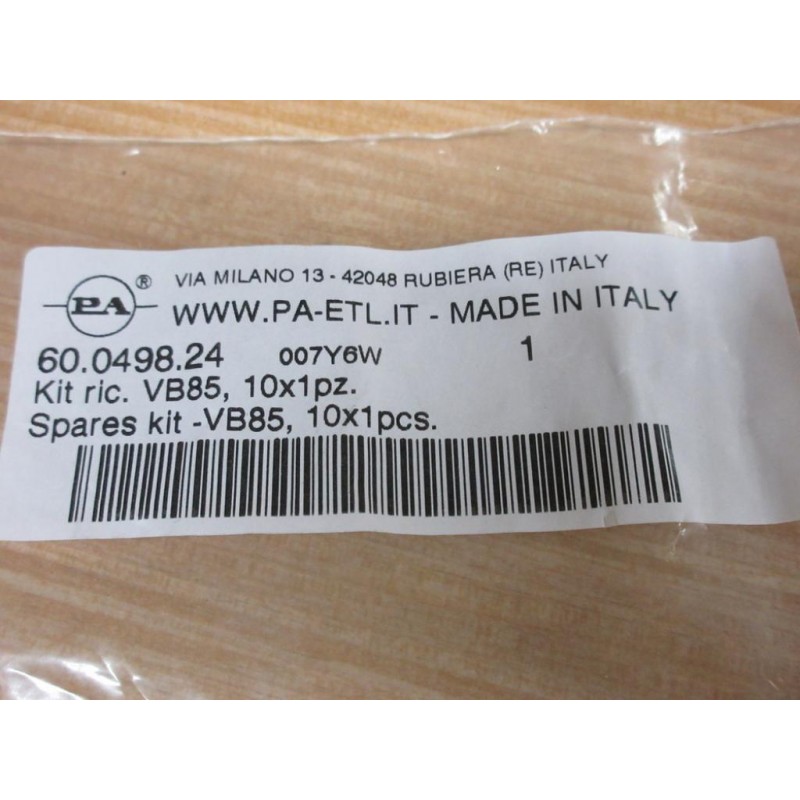 PA®
VIA MILANO 13 - 42048 RUBIERA (RE) ITALY
WWW.PA-ETL.IT - MADE IN ITALY
60.0498.24 007Y6W 1
Kit ric. VB85, 10x1pz.
Spares kit -VB85, 10x1pcs.